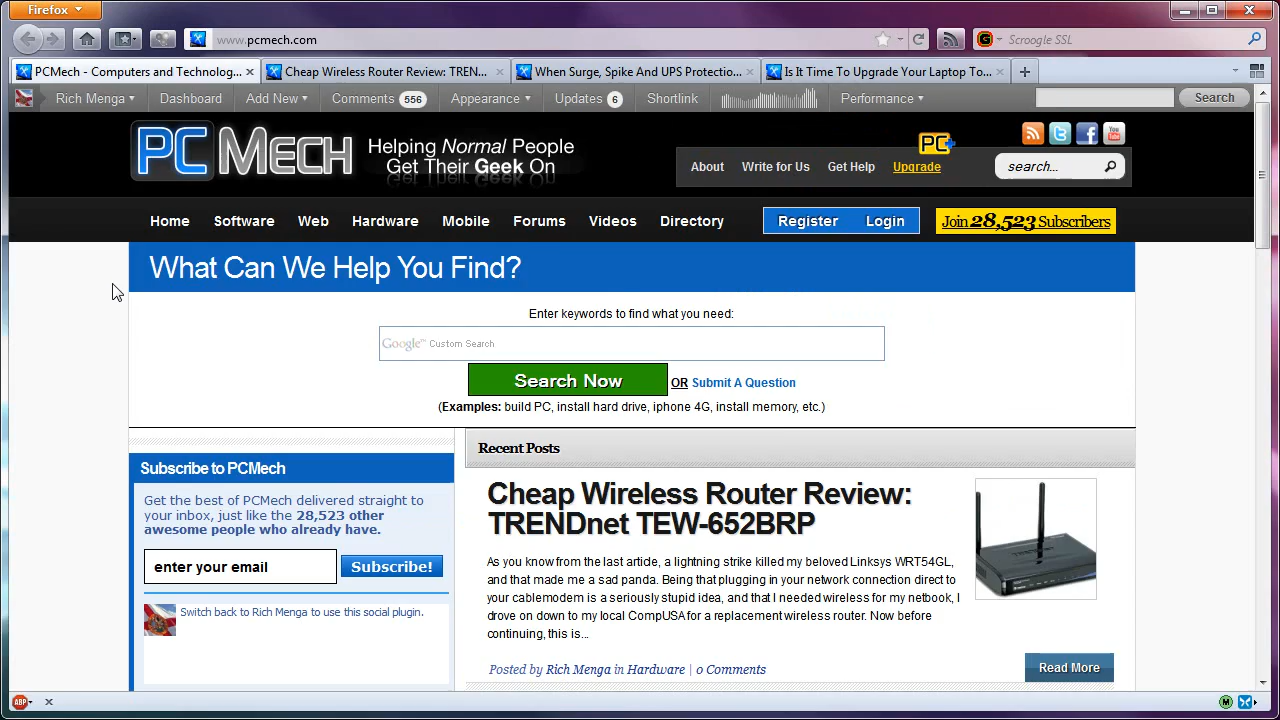 Firefox
www.pcmech.com
Scroogle SSL
PCMech - Computers and Technolog...
Cheap Wireless Router Review: TREN...
When Surge, Spike And UPS Protectio...
Is It Time To Upgrade Your Laptop To...
Rich Menga
Dashboard
Add New
Comments 556
Appearance
Updates 6
Shortlink
Performance
Search
PC MECH
Helping Normal People
Get Their Geek On
PC+
You
About
Write for Us
Get Help
Upgrade
search...
Home
Software
Web
Hardware
Mobile
Forums
Videos
Directory
Register
Login
Join 28,523 Subscribers
What Can We Help You Find?
Enter keywords to find what you need:
Google™ Custom Search
Search Now
OR Submit A Question
(Examples: build PC, install hard drive, iphone 4G, install memory, etc.)
Subscribe to PCMech
Get the best of PCMech delivered straight to
your inbox, just like the 28,523 other
awesome people who already have.
enter your email
Subscribe!
Switch back to Rich Menga to use this social plugin.
Recent Posts
Cheap Wireless Router Review:
TRENDnet TEW-652BRP
As you know from the last article, a lightning strike killed my beloved Linksys WRT54GL,
and that made me a sad panda. Being that plugging in your network connection direct to
your cablemodem is a seriously stupid idea, and that I needed wireless for my netbook, I
drove on down to my local CompUSA for a replacement wireless router. Now before
continuing, this is...
Posted by Rich Menga in Hardware | 0 Comments
Read More
ABP